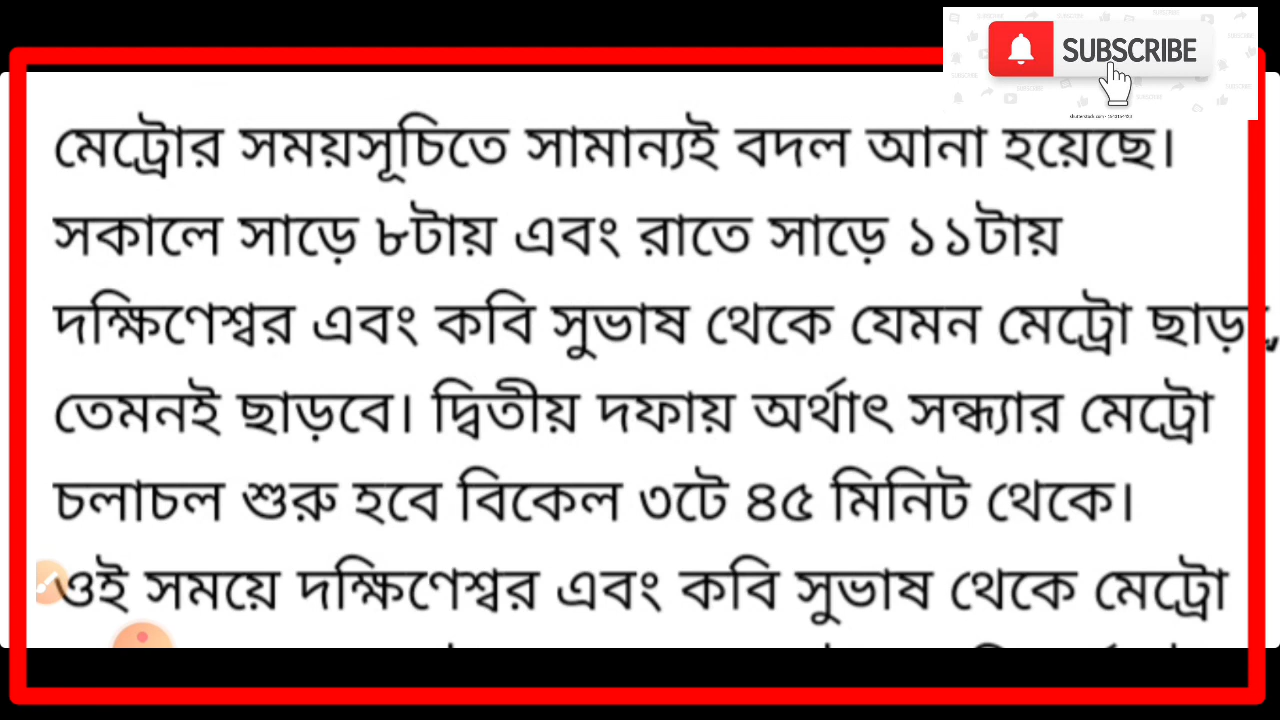 SUBSCRIBE
মেট্রোর সময়সূচিতে সামান্যই বদল আনা হয়েছে।
সকালে সাড়ে ৮টায় এবং রাতে সাড়ে ১১টায়
দক্ষিণেশ্বর এবং কবি সুভাষ থেকে যেমন মেট্রো
তেমনই ছাড়বে। দ্বিতীয় দফায় অর্থাৎ সন্ধ্যার মেট্রো
চলাচল শুরু হবে বিকেল ৩টে ৪৫ মিনিট থেকে।
ওই সময়ে দক্ষিণেশ্বর এবং কবি সুভাষ থেকে মেট্রো